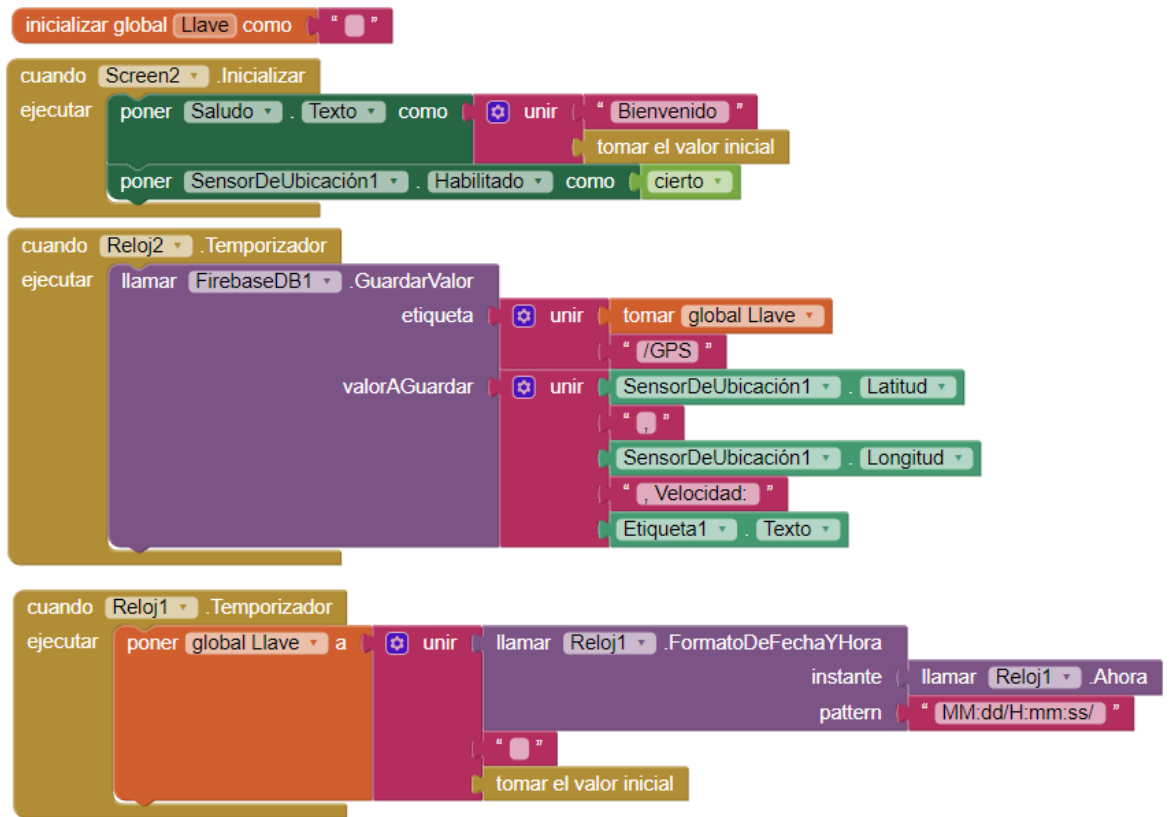 inicializar global Llave como " "
cuando Screen2 .Inicializar
ejecutar poner Saludo . Texto como unir " Bienvenido "
tomar el valor inicial
poner SensorDeUbicación1 . Habilitado como cierto
cuando Reloj2 .Temporizador
ejecutar llamar FirebaseDB1 .GuardarValor
etiqueta unir tomar global Llave
" /GPS "
valorAGuardar unir SensorDeUbicación1 . Latitud
" , "
SensorDeUbicación1 . Longitud
" , Velocidad: "
Etiqueta1 . Texto
cuando Reloj1 .Temporizador
ejecutar poner global Llave a unir llamar Reloj1 .FormatoDeFechaYHora
instante llamar Reloj1 .Ahora
pattern " MM:dd/H:mm:ss/ "
" "
tomar el valor inicial